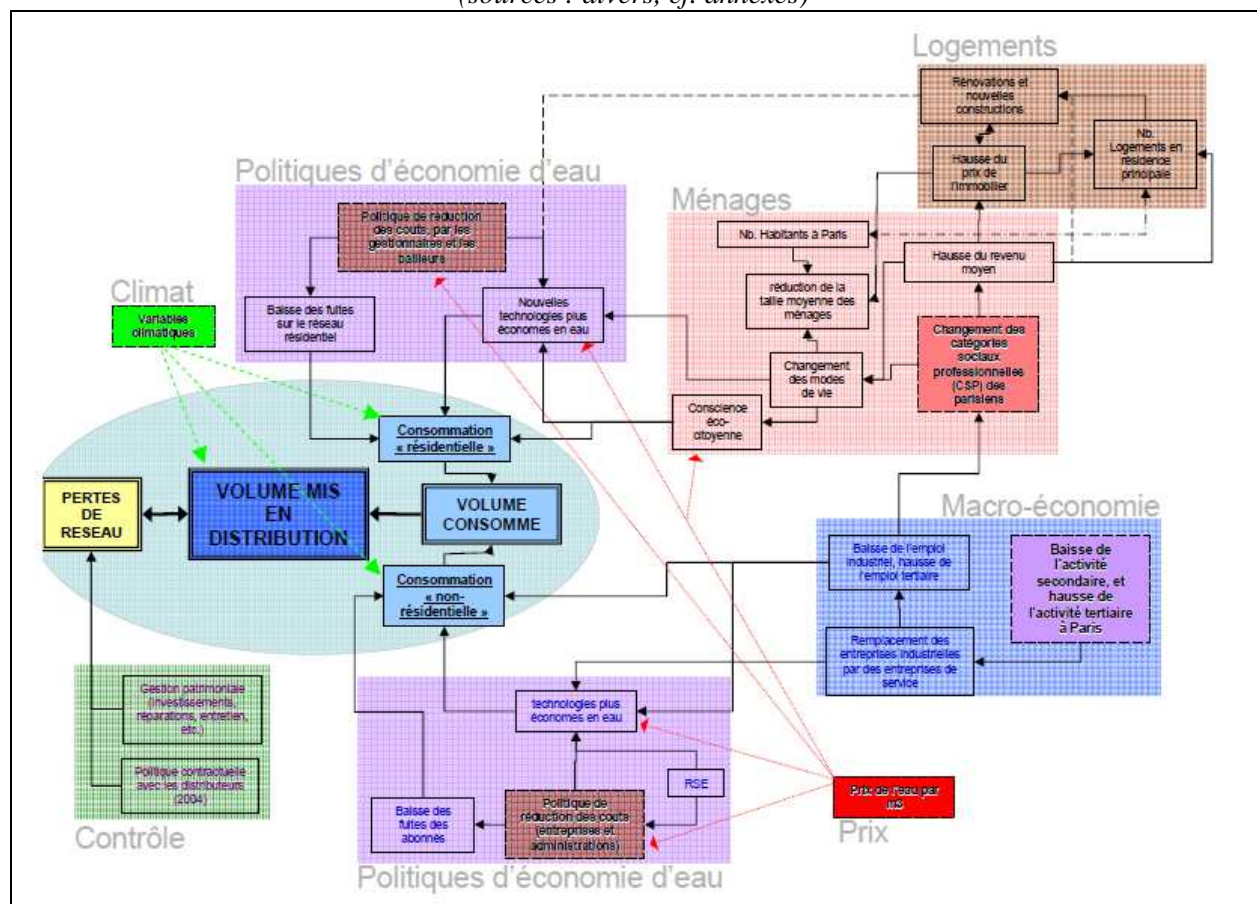 (sources : divers, cf. annexes)
Logements
Rénovations et
nouvelles
constructions
Nb.
Logements en
résidence
principale
Hausse du
prix de
l'immobilier
Politiques d'économie d'eau
Politique de réduction
des couts, par les
gestionnaires et les
bailleurs
Baisse des fuites
sur le réseau
résidentiel
Nouvelles
technologies plus
économes en eau
Ménages
Nb. Habitants à Paris
Hausse du revenu
moyen
réduction de la
taille moyenne des
ménages
Changement des
catégories
sociaux
professionnelles
(CSP) des
parisiens
Changement
des modes
de vie
Conscience
éco-
citoyenne
Climat
Variables
climatiques
Consommation
« résidentielle »
PERTES
DE
RESEAU
VOLUME MIS
EN
DISTRIBUTION
VOLUME
CONSOMME
Consommation
« non-
résidentielle »
Macro-économie
Baisse de l'emploi
industriel, hausse de
l'emploi tertiaire
Baisse de
l'activité
secondaire, et
hausse de
l'activité tertiaire
à Paris
Remplacement des
entreprises industrielles
par des entreprises de
service
Gestion patrimoniale
(investissements,
réparations, entretien,
etc.)
Politique contractuelle
avec les distributeurs
(2004)
Contrôle
technologies plus
économes en eau
RSE
Baisse des
fuites des
abonnés
Politique de
réduction des couts
(entreprises et
administrations)
Politiques d'économie d'eau
Prix de l'eau par
m3
Prix